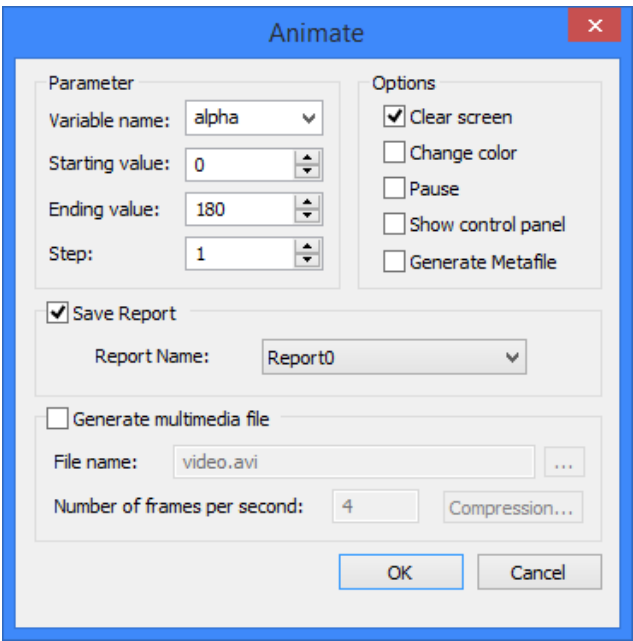 Animate
Parameter
Variable name: alpha
Starting value: 0
Ending value: 180
Step: 1
Options
Clear screen
Change color
Pause
Show control panel
Generate Metafile
Save Report
Report Name: Report0
Generate multimedia file
File name: video.avi ...
Number of frames per second: 4 Compression...
OK Cancel